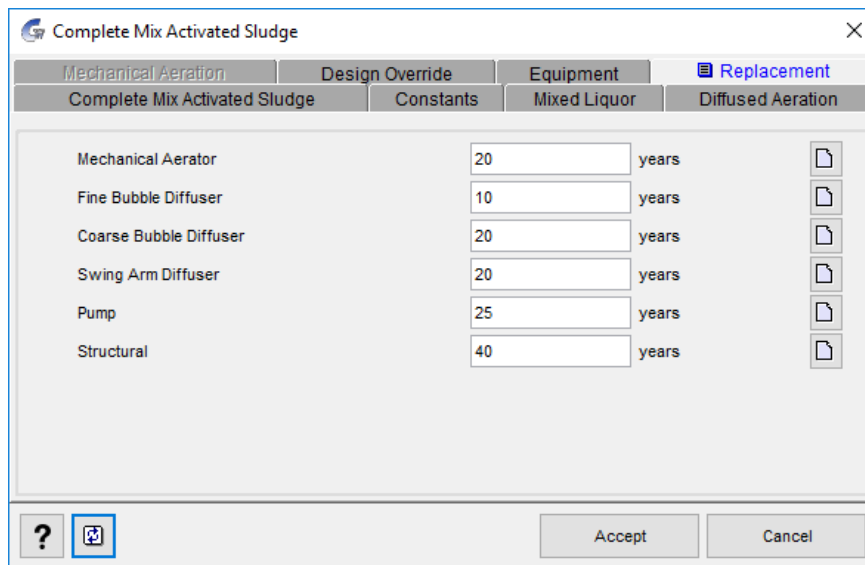 Complete Mix Activated Sludge
Mechanical Aeration Design Override Equipment Replacement
Complete Mix Activated Sludge Constants Mixed Liquor Diffused Aeration
Mechanical Aerator 20 years
Fine Bubble Diffuser 10 years
Coarse Bubble Diffuser 20 years
Swing Arm Diffuser 20 years
Pump 25 years
Structural 40 years
? Accept Cancel